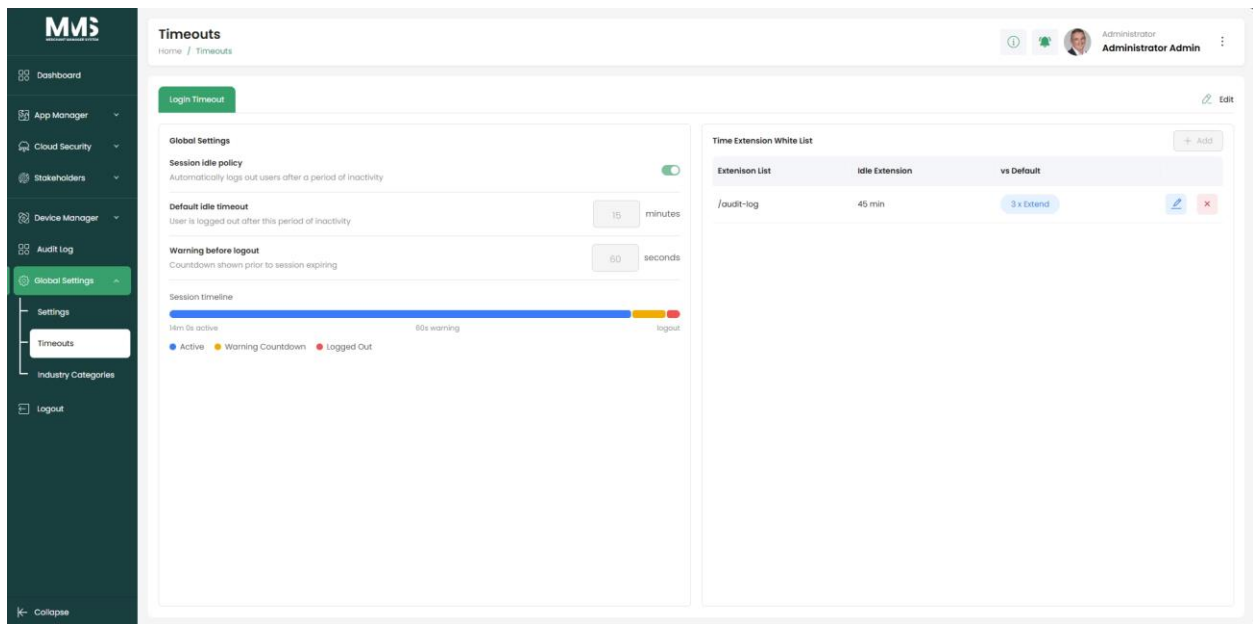 MMS
MERCHANT MANAGER SYSTEM
Dashboard
App Manager
Cloud Security
Stakeholders
Device Manager
Audit Log
Global Settings
Settings
Timeouts
Industry Categories
Logout
Collapse
Timeouts
Home / Timeouts
Administrator
Administrator Admin
Login Timeout
Edit
Global Settings
Session idle policy
Automatically logs out users after a period of inactivity
Default idle timeout
User is logged out after this period of inactivity
15 minutes
Warning before logout
Countdown shown prior to session expiring
60 seconds
Session timeline
14m 0s active 60s warning logout
Active Warning Countdown Logged Out
Time Extension White List
+ Add
Extenison List Idle Extension vs Default
/audit-log 45 min 3 x Extend